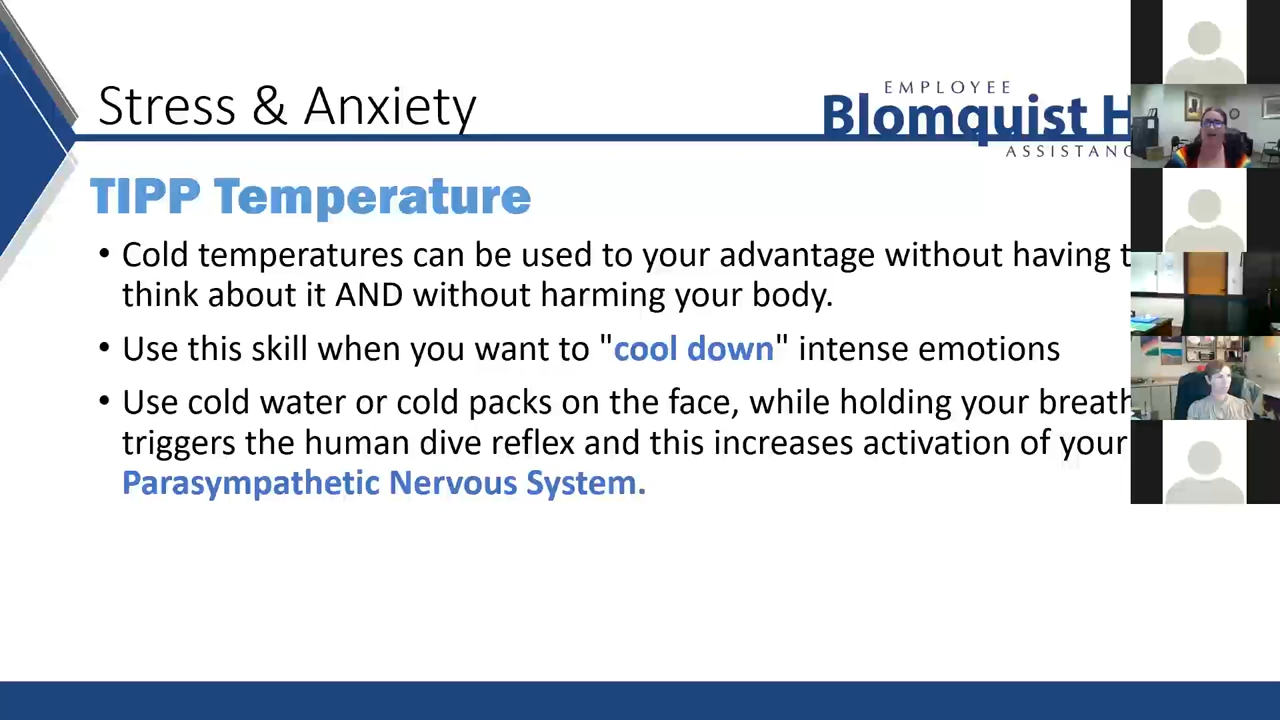 Stress & Anxiety
EMPLOYEE
Blomquist H
ASSISTANC
TIPP Temperature
• Cold temperatures can be used to your advantage without having t
think about it AND without harming your body.
• Use this skill when you want to "cool down" intense emotions
• Use cold water or cold packs on the face, while holding your breath
triggers the human dive reflex and this increases activation of your
Parasympathetic Nervous System.